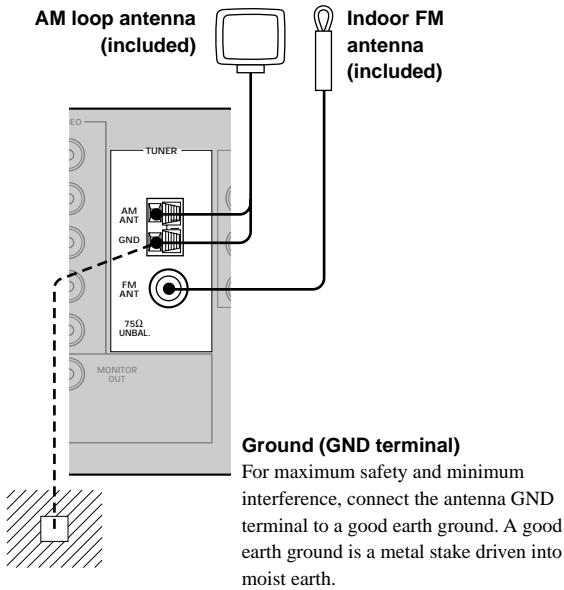 AM loop antenna
(included)
Indoor FM
antenna
(included)
TUNER
AM
ANT
GND
FM
ANT
75Ω
UNBAL.
MONITOR
OUT
Ground (GND terminal)
For maximum safety and minimum
interference, connect the antenna GND
terminal to a good earth ground. A good
earth ground is a metal stake driven into
moist earth.